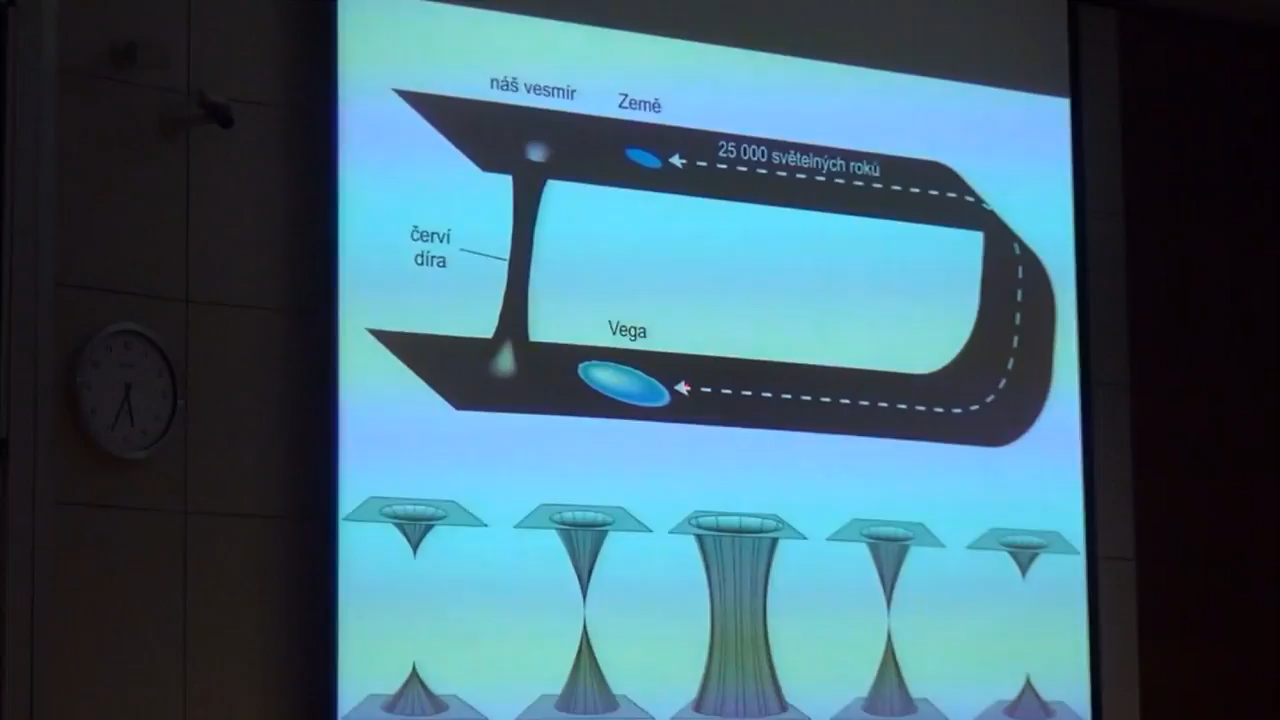 náš vesmír
Země
25 000 světelných roků
červí
díra
Vega